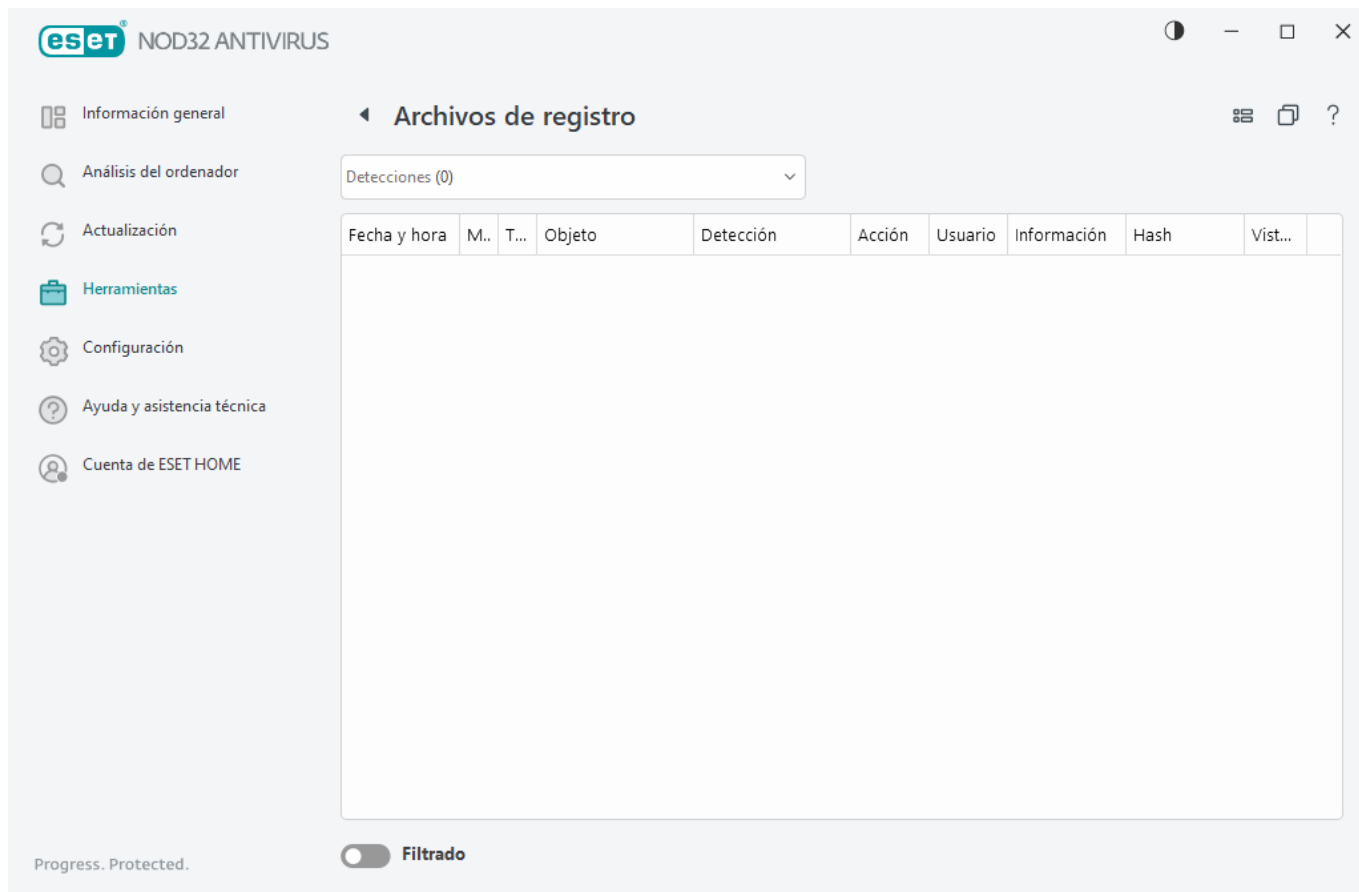 eset® NOD32 ANTIVIRUS
Información general
Análisis del ordenador
Actualización
Herramientas
Configuración
Ayuda y asistencia técnica
Cuenta de ESET HOME
Archivos de registro
?
Detecciones (0)
Fecha y hora M.. T... Objeto Detección Acción Usuario Información Hash Vist...
Filtrado
Progress. Protected.